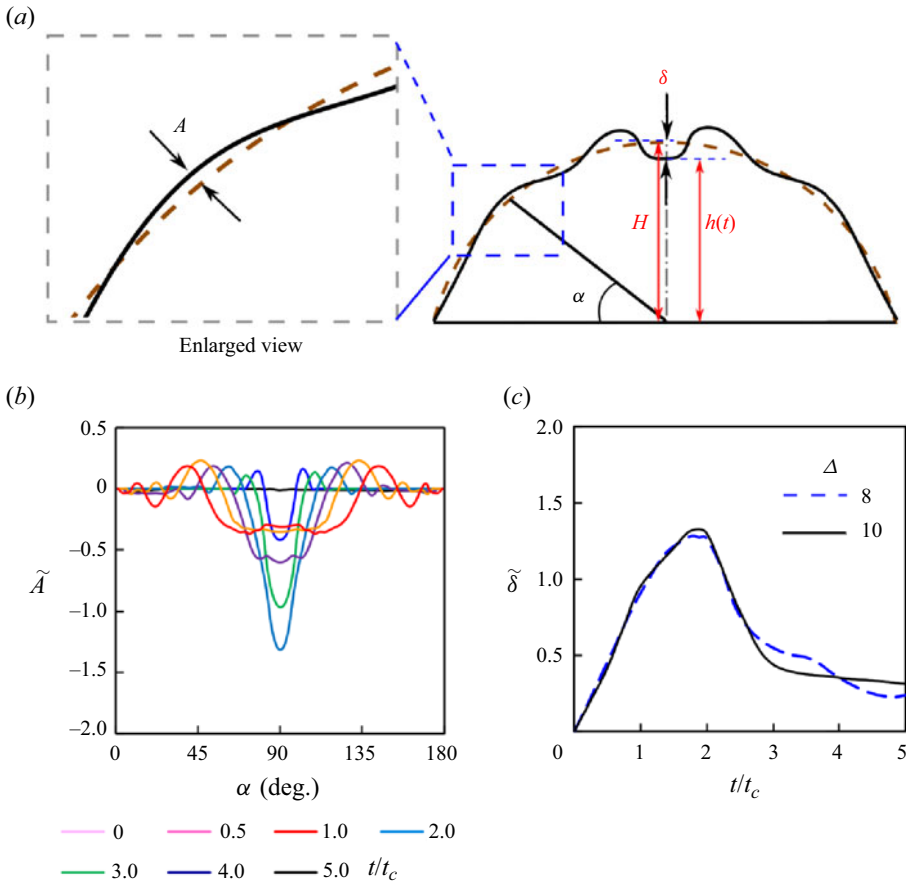 (a)
A
δ
H
h(t)
α
Enlarged view
(b)
(c)
0.5
0
−0.5
−1.0
−1.5
−2.0
Ã
0 45 90 135 180
α (deg.)
2.0
1.5
1.0
0.5
0
δ̃
Δ
8
10
1 2 3 4 5
t/t_c
0 0.5 1.0 2.0
3.0 4.0 5.0 t/t_c